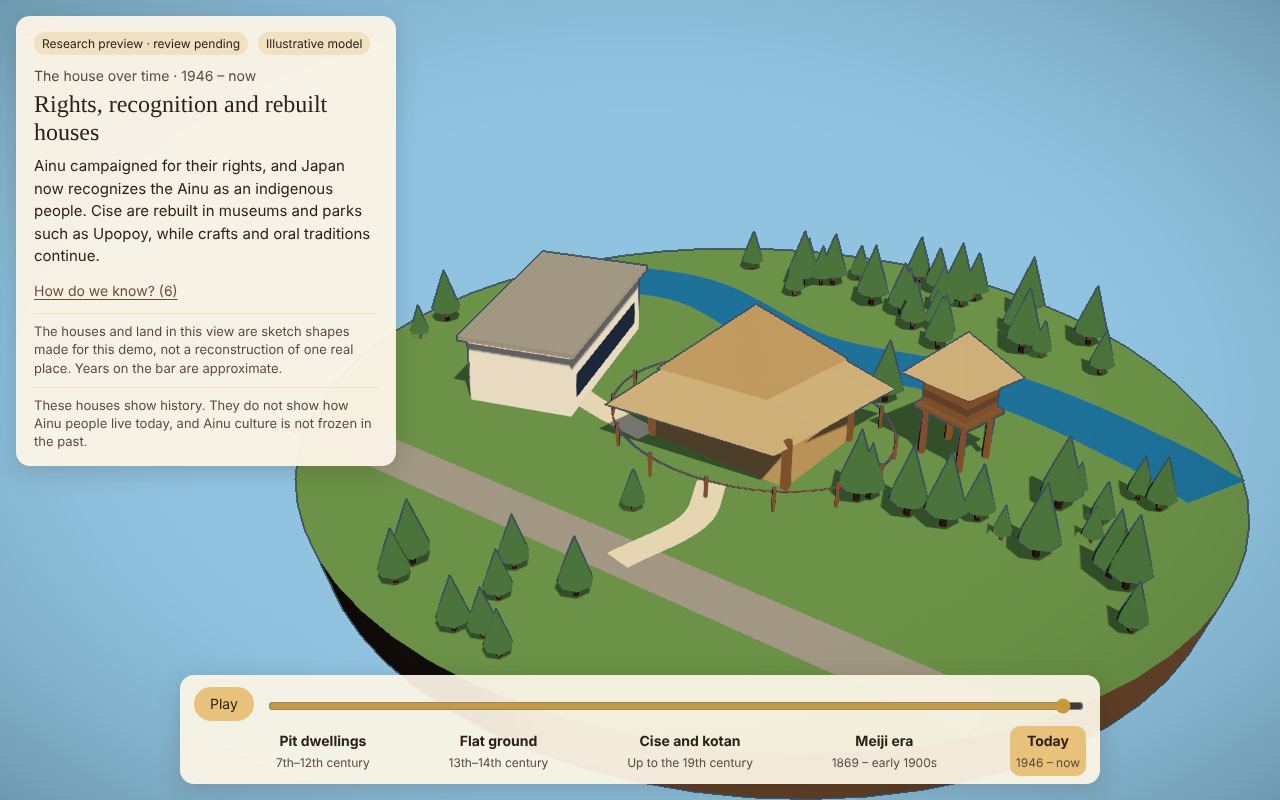 Research preview · review pending
Illustrative model
The house over time · 1946 – now
Rights, recognition and rebuilt
houses
Ainu campaigned for their rights, and Japan
now recognizes the Ainu as an indigenous
people. Cise are rebuilt in museums and parks
such as Upopoy, while crafts and oral traditions
continue.
How do we know? (6)
The houses and land in this view are sketch shapes
made for this demo, not a reconstruction of one real
place. Years on the bar are approximate.
These houses show history. They do not show how
Ainu people live today, and Ainu culture is not frozen in
the past.
Play
Pit dwellings
7th–12th century
Flat ground
13th–14th century
Cise and kotan
Up to the 19th century
Meiji era
1869 – early 1900s
Today
1946 – now